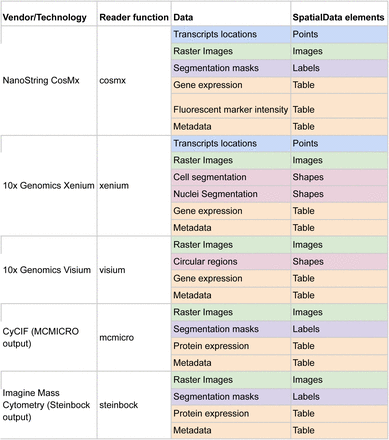 Vendor/Technology Reader function Data SpatialData elements
Transcripts locations Points
Raster Images Images
Segmentation masks Labels
NanoString CosMx cosmx Gene expression Table
Fluorescent marker intensity Table
Metadata Table
Transcripts locations Points
Raster Images Images
Cell segmentation Shapes
10x Genomics Xenium xenium Nuclei Segmentation Shapes
Gene expression Table
Metadata Table
Raster Images Images
Circular regions Shapes
10x Genomics Visium visium Gene expression Table
Metadata Table
Raster Images Images
CyCIF (MCMICRO Segmentation masks Labels
output) mcmicro Protein expression Table
Metadata Table
Raster Images Images
Imagine Mass Segmentation masks Labels
Cytometry (Steinbock steinbock
output) Protein expression Table
Metadata Table